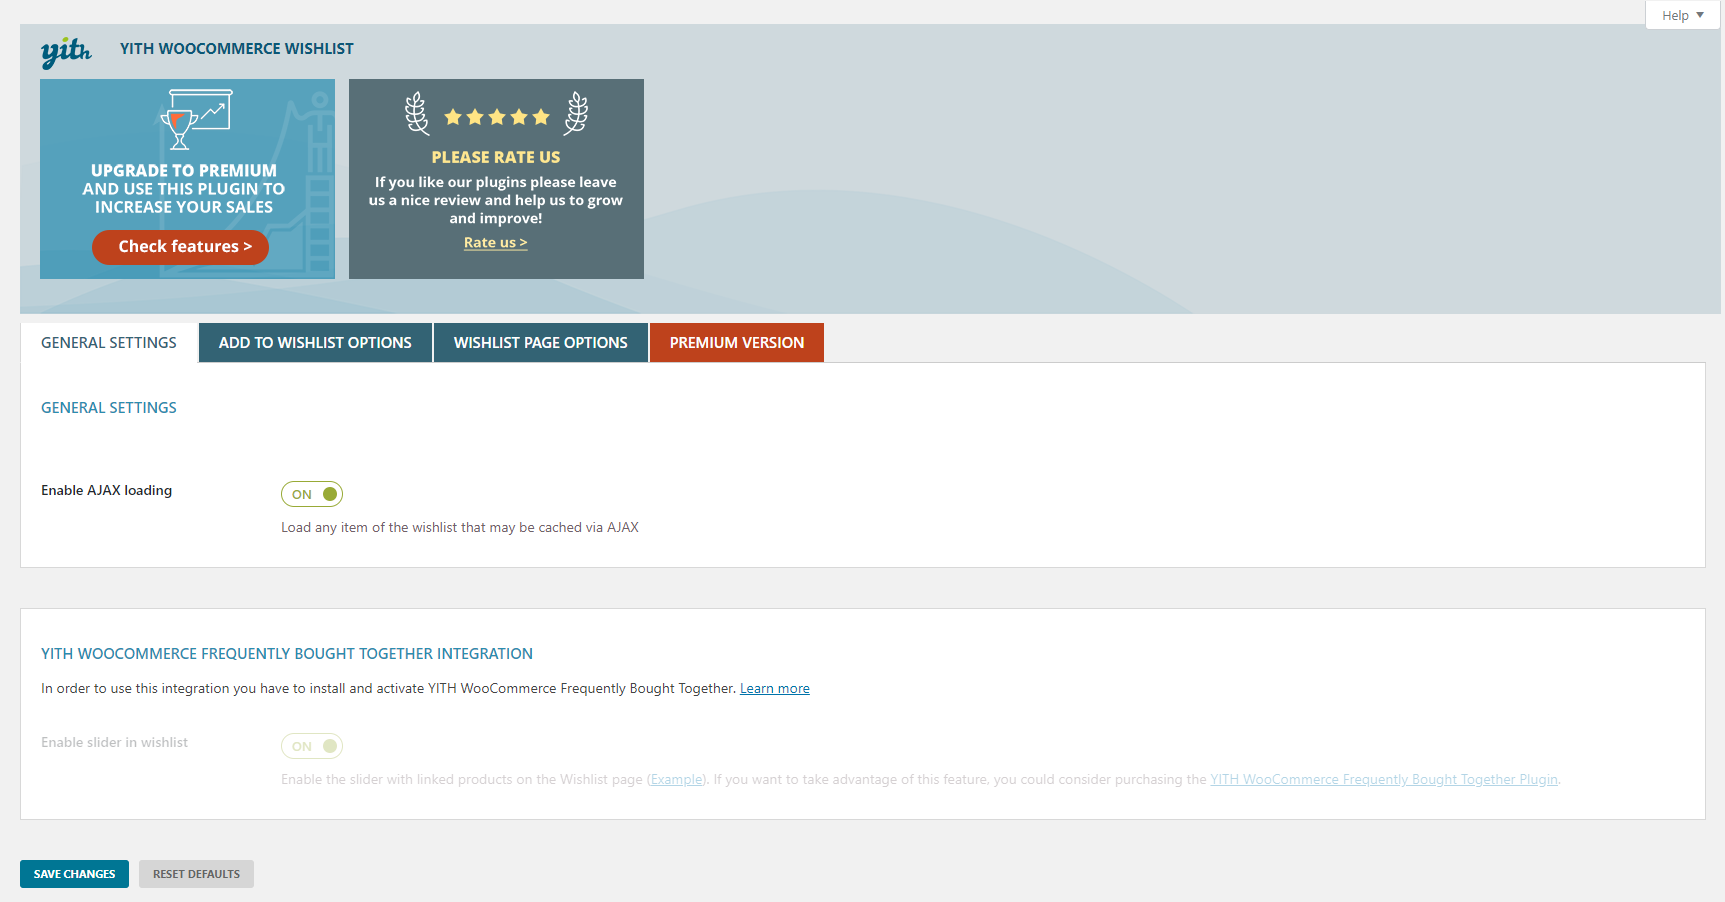 Help
yith
YITH WOOCOMMERCE WISHLIST
UPGRADE TO PREMIUM
AND USE THIS PLUGIN TO
INCREASE YOUR SALES
Check features >
PLEASE RATE US
If you like our plugins please leave
us a nice review and help us to grow
and improve!
Rate us >
GENERAL SETTINGS
ADD TO WISHLIST OPTIONS
WISHLIST PAGE OPTIONS
PREMIUM VERSION
GENERAL SETTINGS
Enable AJAX loading
ON
Load any item of the wishlist that may be cached via AJAX
YITH WOOCOMMERCE FREQUENTLY BOUGHT TOGETHER INTEGRATION
In order to use this integration you have to install and activate YITH WooCommerce Frequently Bought Together. Learn more
Enable slider in wishlist
ON
Enable the slider with linked products on the Wishlist page (Example). If you want to take advantage of this feature, you could consider purchasing the YITH WooCommerce Frequently Bought Together Plugin.
SAVE CHANGES
RESET DEFAULTS